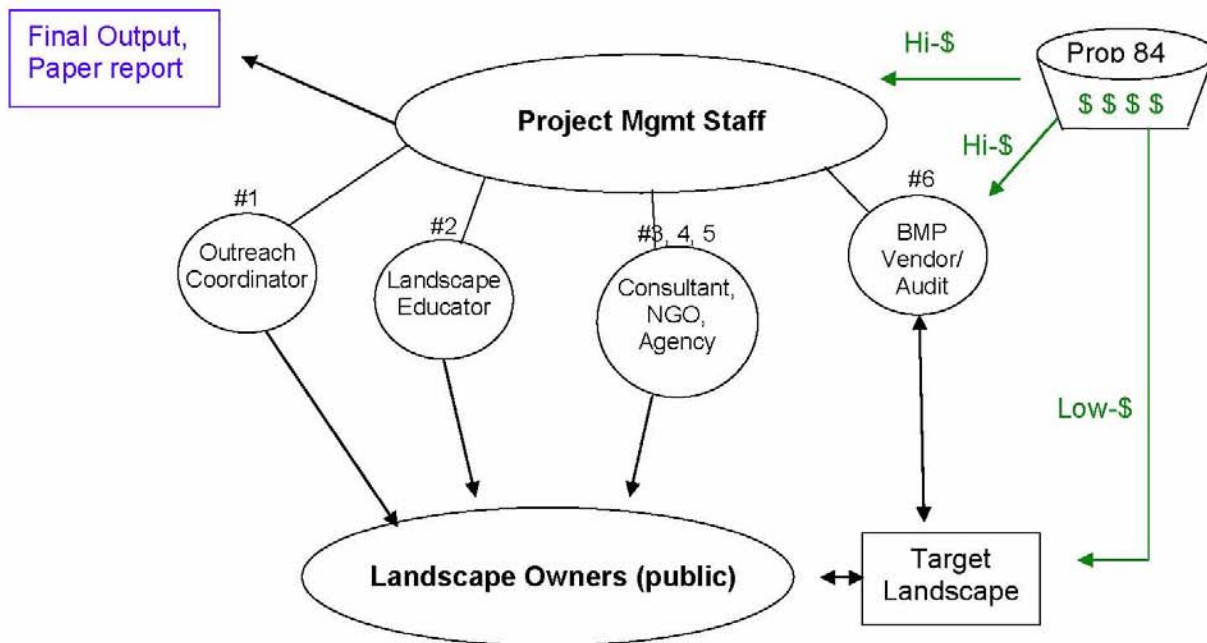 Final Output,
Paper report
Hi-$
Prop 84
$ $ $ $
Project Mgmt Staff
Hi-$
#1
Outreach
Coordinator
#2
Landscape
Educator
#3, 4, 5
Consultant,
NGO,
Agency
#6
BMP
Vendor/
Audit
Low-$
Landscape Owners (public)
Target
Landscape